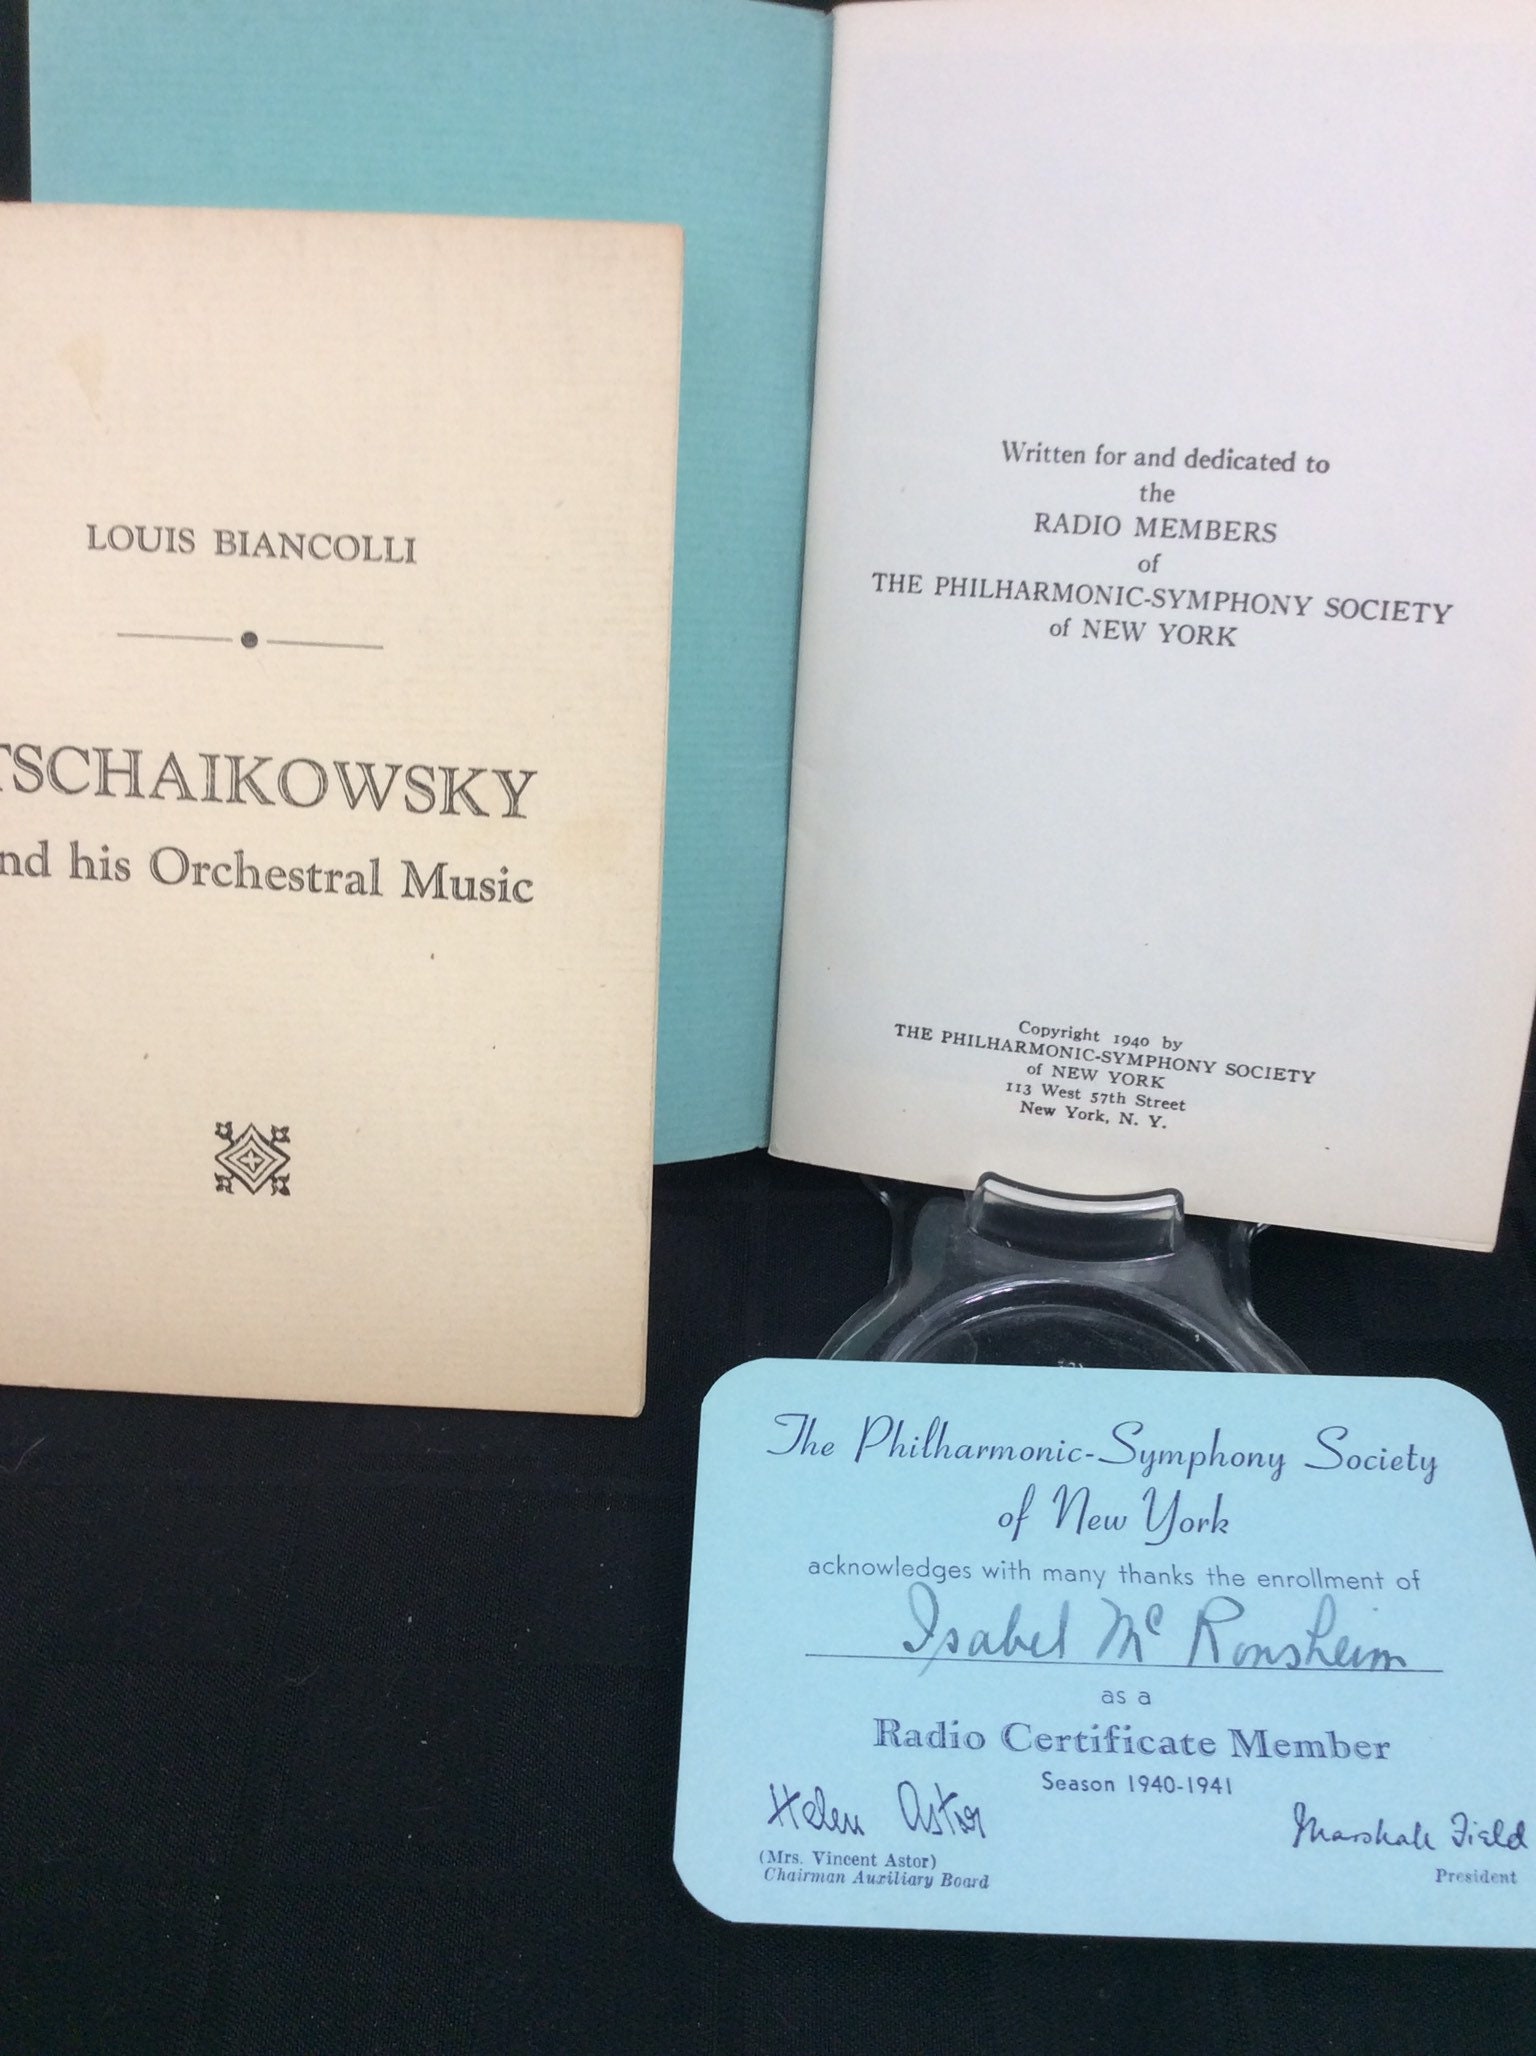 LOUIS BIANCOLLI
TSCHAIKOWSKY
nd his Orchestral Music
Written for and dedicated to
the
RADIO MEMBERS
of
THE PHILHARMONIC-SYMPHONY SOCIETY
of NEW YORK
Copyright 1940 by
THE PHILHARMONIC-SYMPHONY SOCIETY
of NEW YORK
113 West 57th Street
New York, N. Y.
The Philharmonic-Symphony Society
of New York
acknowledges with many thanks the enrollment of
Isabel Mc Ronsheim
as a
Radio Certificate Member
Season 1940-1941
Helen Astor
(Mrs. Vincent Astor)
Chairman Auxiliary Board
Marshall Field
President